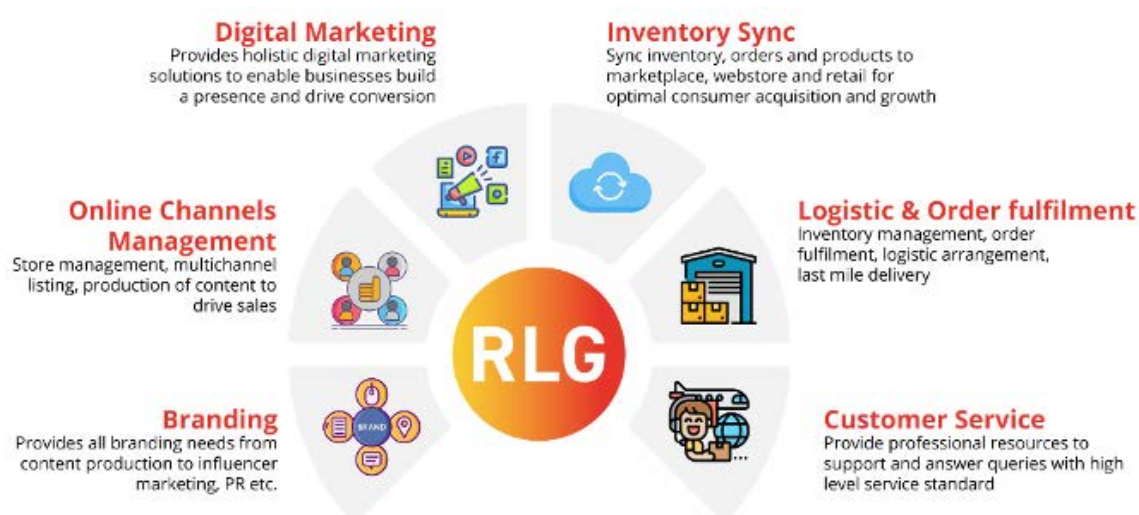 Digital Marketing
Provides holistic digital marketing
solutions to enable businesses build
a presence and drive conversion
Inventory Sync
Sync inventory, orders and products to
marketplace, webstore and retail for
optimal consumer acquisition and growth
Online Channels
Management
Store management, multichannel
listing, production of content to
drive sales
Logistic & Order fulfilment
Inventory management, order
fulfilment, logistic arrangement,
last mile delivery
RLG
Branding
Provides all branding needs from
content production to influencer
marketing, PR etc.
BRAND
Customer Service
Provide professional resources to
support and answer queries with high
level service standard